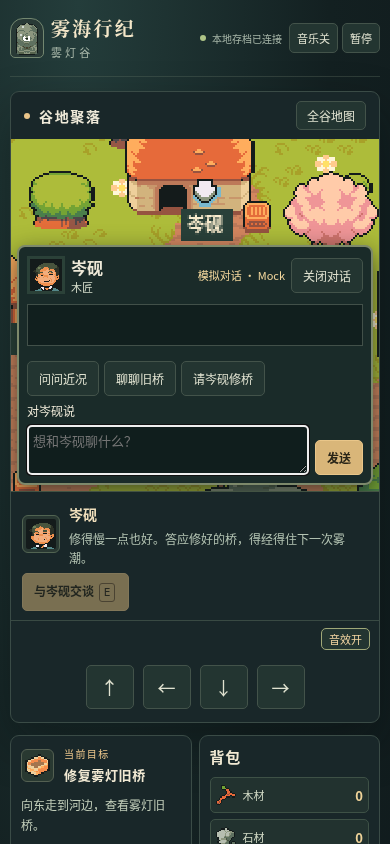 雾海行纪
雾灯谷
本地存档已连接
音乐关
暂停
谷地聚落
全谷地图
岑砚
岑砚
木匠
模拟对话 · Mock
关闭对话
问问近况
聊聊旧桥
请岑砚修桥
对岑砚说
想和岑砚聊什么？
发送
岑砚
修得慢一点也好。答应修好的桥，得经得住下一次雾
潮。
与岑砚交谈 E
音效开
↑ ← ↓ →
当前目标
修复雾灯旧桥
向东走到河边，查看雾灯旧
桥。
背包
木材 0
石材 0